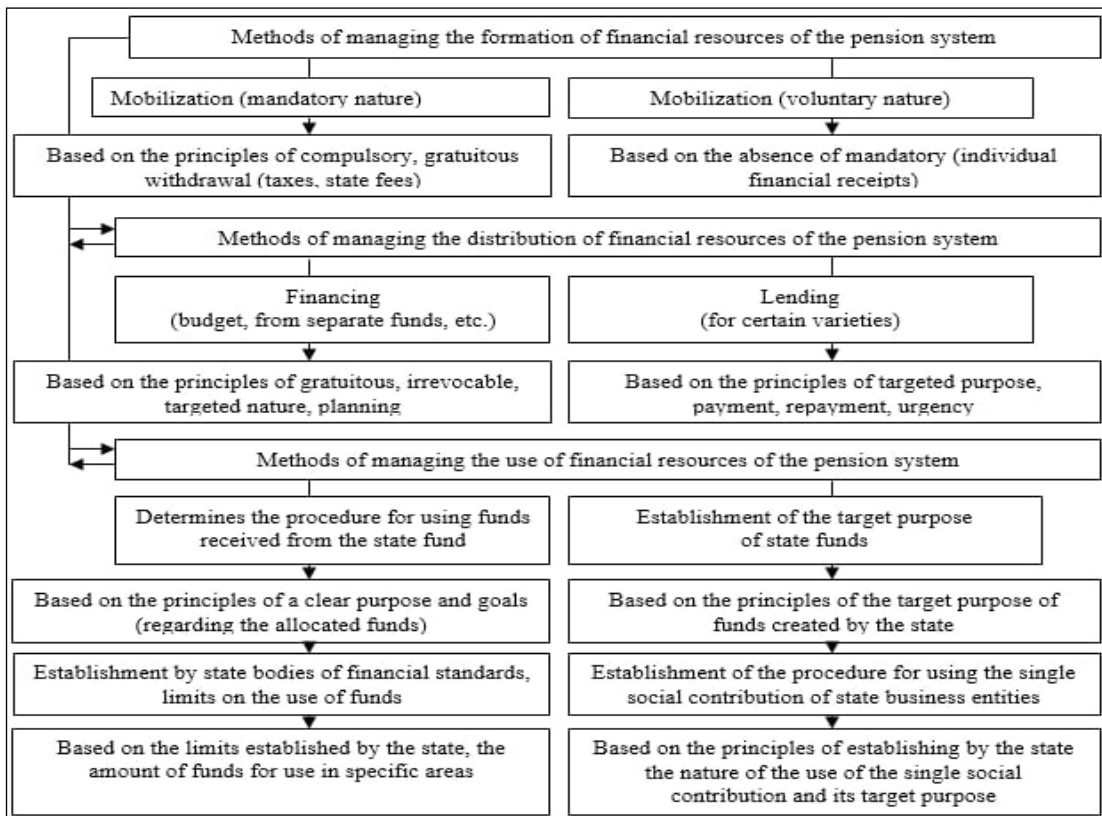 Methods of managing the formation of financial resources of the pension system
Mobilization (mandatory nature)
Mobilization (voluntary nature)
Based on the principles of compulsory, gratuitous
withdrawal (taxes, state fees)
Based on the absence of mandatory (individual
financial receipts)
Methods of managing the distribution of financial resources of the pension system
Financing
(budget, from separate funds, etc.)
Lending
(for certain varieties)
Based on the principles of gratuitous, irrevocable,
targeted nature, planning
Based on the principles of targeted purpose,
payment, repayment, urgency
Methods of managing the use of financial resources of the pension system
Determines the procedure for using funds
received from the state fund
Establishment of the target purpose
of state funds
Based on the principles of a clear purpose and goals
(regarding the allocated funds)
Based on the principles of the target purpose of
funds created by the state
Establishment by state bodies of financial standards,
limits on the use of funds
Establishment of the procedure for using the single
social contribution of state business entities
Based on the limits established by the state, the
amount of funds for use in specific areas
Based on the principles of establishing by the state
the nature of the use of the single social
contribution and its target purpose